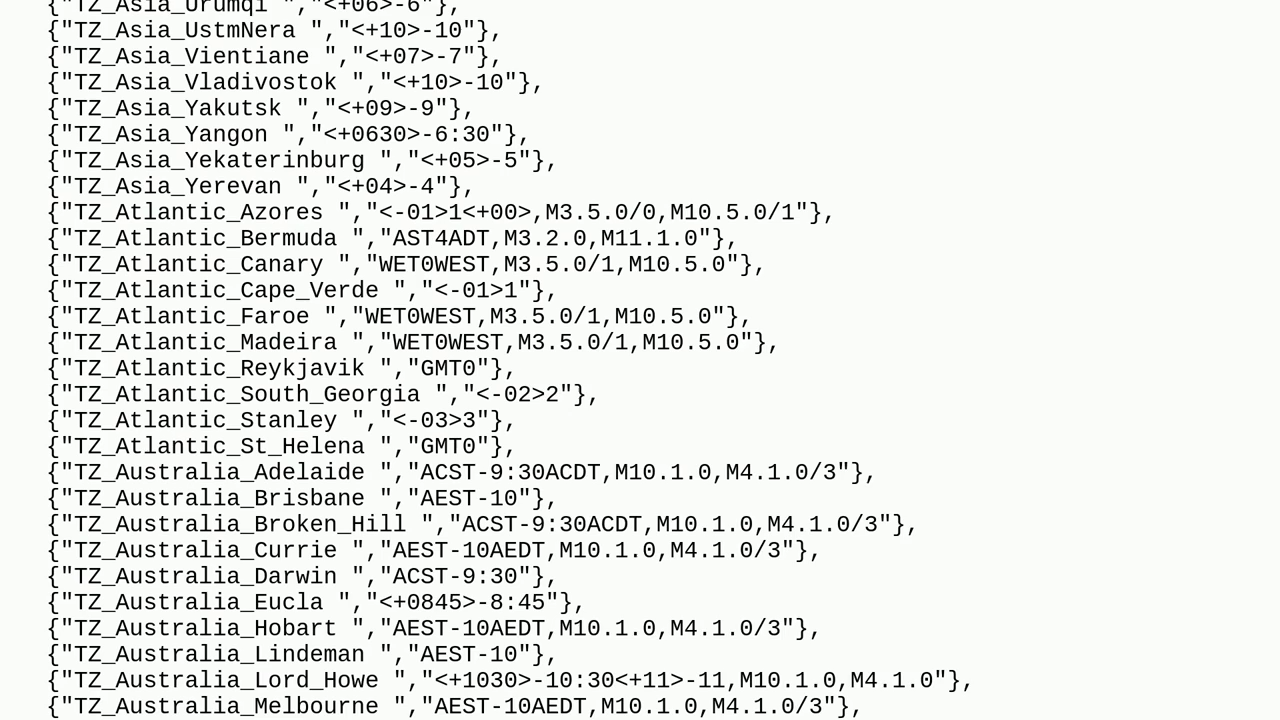 {"TZ_Asia_Urumqi ","<+06>-6"},
{"TZ_Asia_UstmNera ","<+10>-10"},
{"TZ_Asia_Vientiane ","<+07>-7"},
{"TZ_Asia_Vladivostok ","<+10>-10"},
{"TZ_Asia_Yakutsk ","<+09>-9"},
{"TZ_Asia_Yangon ","<+0630>-6:30"},
{"TZ_Asia_Yekaterinburg ","<+05>-5"},
{"TZ_Asia_Yerevan ","<+04>-4"},
{"TZ_Atlantic_Azores ","<-01>1<+00>,M3.5.0/0,M10.5.0/1"},
{"TZ_Atlantic_Bermuda ","AST4ADT,M3.2.0,M11.1.0"},
{"TZ_Atlantic_Canary ","WET0WEST,M3.5.0/1,M10.5.0"},
{"TZ_Atlantic_Cape_Verde ","<-01>1"},
{"TZ_Atlantic_Faroe ","WET0WEST,M3.5.0/1,M10.5.0"},
{"TZ_Atlantic_Madeira ","WET0WEST,M3.5.0/1,M10.5.0"},
{"TZ_Atlantic_Reykjavik ","GMT0"},
{"TZ_Atlantic_South_Georgia ","<-02>2"},
{"TZ_Atlantic_Stanley ","<-03>3"},
{"TZ_Atlantic_St_Helena ","GMT0"},
{"TZ_Australia_Adelaide ","ACST-9:30ACDT,M10.1.0,M4.1.0/3"},
{"TZ_Australia_Brisbane ","AEST-10"},
{"TZ_Australia_Broken_Hill ","ACST-9:30ACDT,M10.1.0,M4.1.0/3"},
{"TZ_Australia_Currie ","AEST-10AEDT,M10.1.0,M4.1.0/3"},
{"TZ_Australia_Darwin ","ACST-9:30"},
{"TZ_Australia_Eucla ","<+0845>-8:45"},
{"TZ_Australia_Hobart ","AEST-10AEDT,M10.1.0,M4.1.0/3"},
{"TZ_Australia_Lindeman ","AEST-10"},
{"TZ_Australia_Lord_Howe ","<+1030>-10:30<+11>-11,M10.1.0,M4.1.0"},
{"TZ_Australia_Melbourne ","AEST-10AEDT,M10.1.0,M4.1.0/3"},